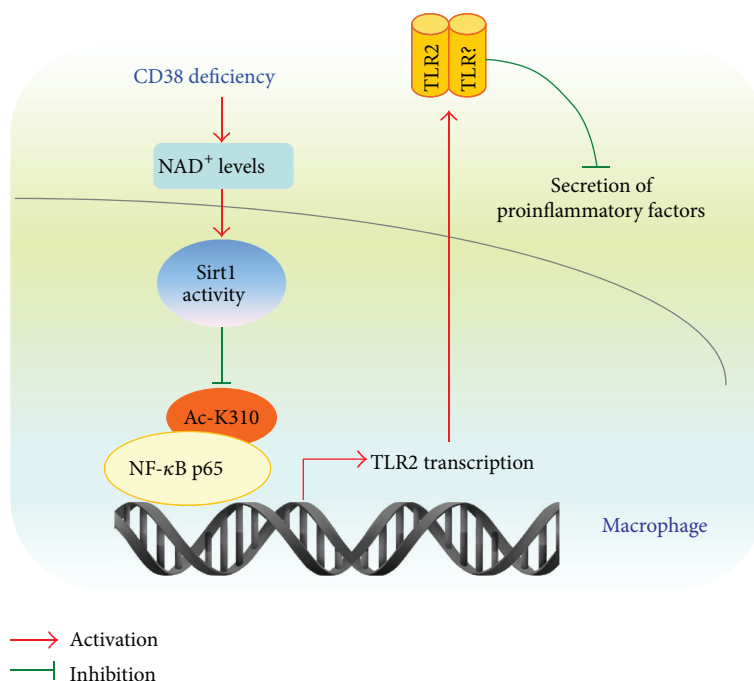 CD38 deficiency
NAD⁺ levels
Sirt1
activity
Ac-K310
NF-κB p65
TLR2 transcription
TLR2
TLR?
Secretion of
proinflammatory factors
Macrophage
Activation
Inhibition